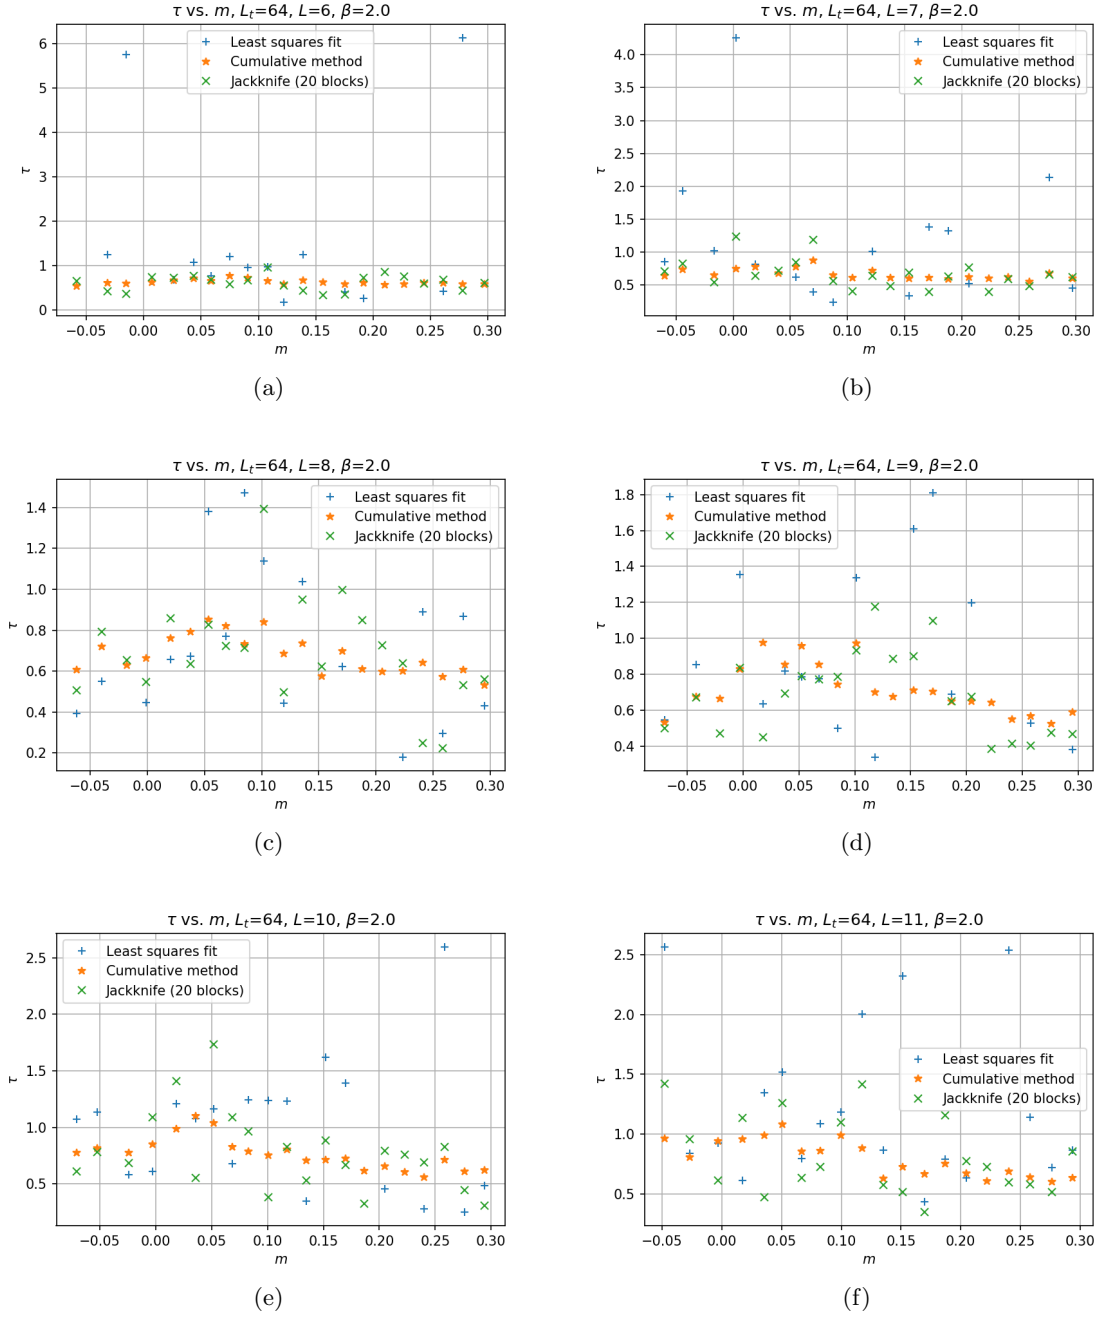 τ vs. m, L_t=64, L=6, β=2.0
Least squares fit
Cumulative method
Jackknife (20 blocks)
6
5
4
3
2
1
0
τ
−0.05 0.00 0.05 0.10 0.15 0.20 0.25 0.30
m
(a)
τ vs. m, L_t=64, L=7, β=2.0
Least squares fit
Cumulative method
Jackknife (20 blocks)
4.0
3.5
3.0
2.5
2.0
1.5
1.0
0.5
τ
−0.05 0.00 0.05 0.10 0.15 0.20 0.25 0.30
m
(b)
τ vs. m, L_t=64, L=8, β=2.0
Least squares fit
Cumulative method
Jackknife (20 blocks)
1.4
1.2
1.0
0.8
0.6
0.4
0.2
τ
−0.05 0.00 0.05 0.10 0.15 0.20 0.25 0.30
m
(c)
τ vs. m, L_t=64, L=9, β=2.0
Least squares fit
Cumulative method
Jackknife (20 blocks)
1.8
1.6
1.4
1.2
1.0
0.8
0.6
0.4
τ
−0.05 0.00 0.05 0.10 0.15 0.20 0.25 0.30
m
(d)
τ vs. m, L_t=64, L=10, β=2.0
Least squares fit
Cumulative method
Jackknife (20 blocks)
2.5
2.0
1.5
1.0
0.5
τ
−0.05 0.00 0.05 0.10 0.15 0.20 0.25 0.30
m
(e)
τ vs. m, L_t=64, L=11, β=2.0
Least squares fit
Cumulative method
Jackknife (20 blocks)
2.5
2.0
1.5
1.0
0.5
τ
−0.05 0.00 0.05 0.10 0.15 0.20 0.25 0.30
m
(f)